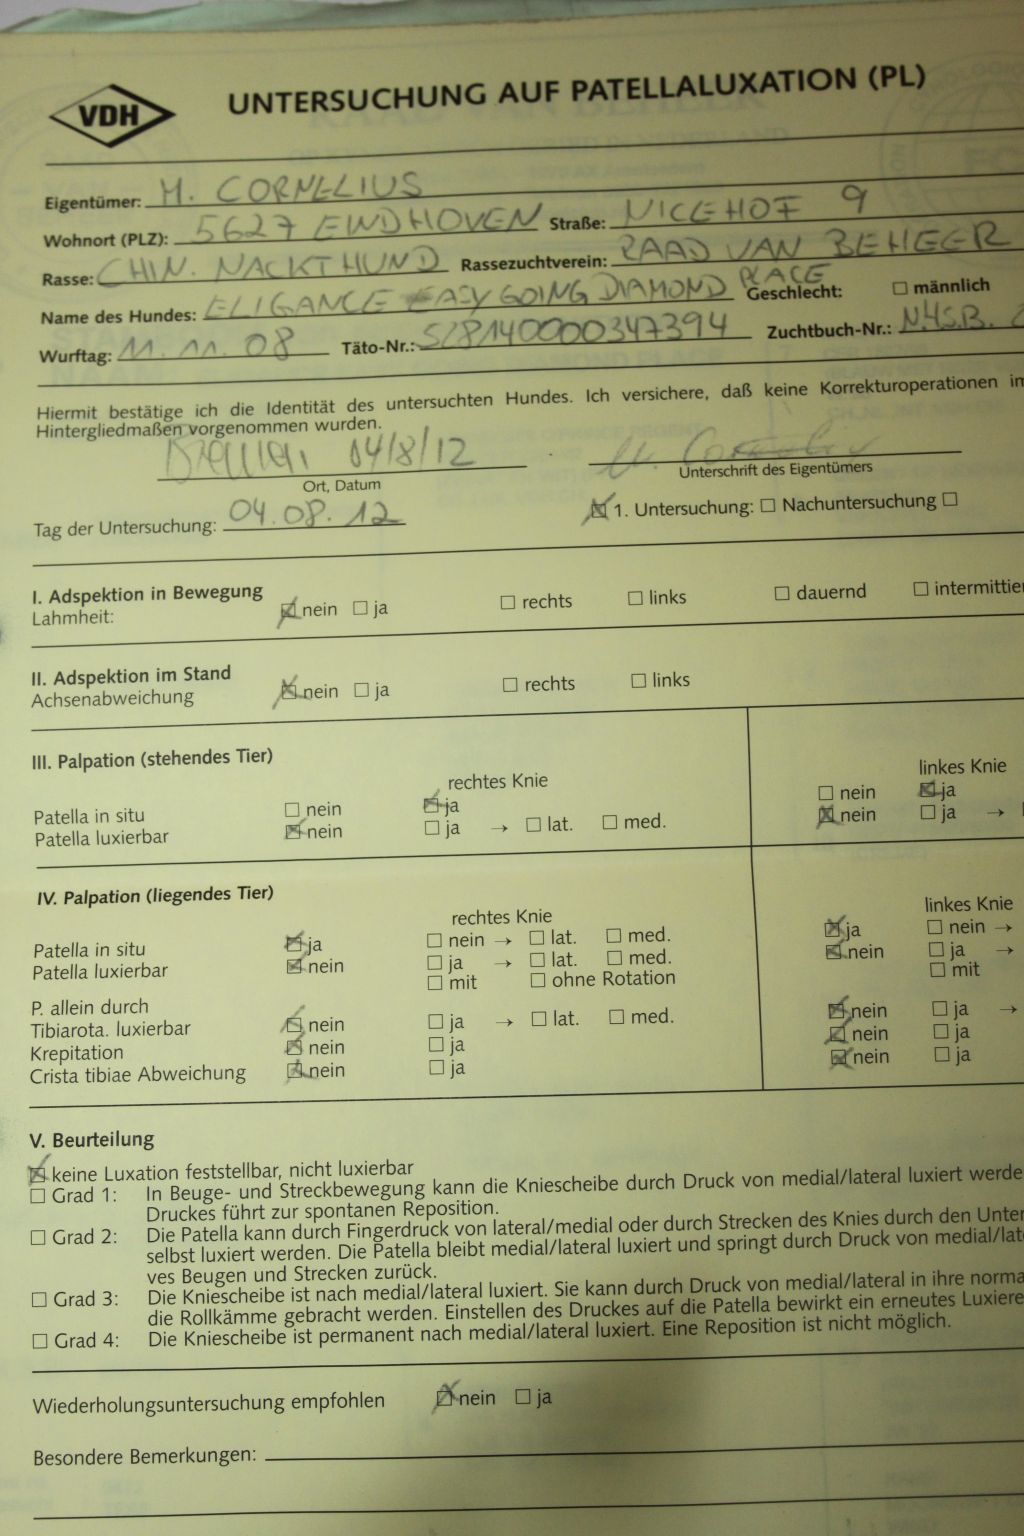 VDH
UNTERSUCHUNG AUF PATELLALUXATION (PL)
Eigentümer: M. CORNELIUS
Wohnort (PLZ): 5627 EINDHOVEN Straße: NICEHOF 9
Rasse: CHIN. NACKTHUND Rassezuchtverein: RAAD VAN BEHEER
Name des Hundes: ELIGANCE EASY GOING DIAMOND PLACE Geschlecht: ☐ männlich
Wurftag: 11.11.08 Täto-Nr.: 528140000347394 Zuchtbuch-Nr.: N.H.S.B.
Hiermit bestätige ich die Identität des untersuchten Hundes. Ich versichere, daß keine Korrekturoperationen im
Hintergliedmaßen vorgenommen wurden.
04/8/12
Ort, Datum Unterschrift des Eigentümers
Tag der Untersuchung: 04.08.12 ☒ 1. Untersuchung: ☐ Nachuntersuchung ☐
I. Adspektion in Bewegung
Lahmheit: ☒ nein ☐ ja ☐ rechts ☐ links ☐ dauernd ☐ intermittier
II. Adspektion im Stand
Achsenabweichung ☒ nein ☐ ja ☐ rechts ☐ links
III. Palpation (stehendes Tier)
rechtes Knie linkes Knie
Patella in situ ☐ nein ☒ ja ☐ nein ☒ ja
Patella luxierbar ☒ nein ☐ ja → ☐ lat. ☐ med. ☒ nein ☐ ja →
IV. Palpation (liegendes Tier)
rechtes Knie linkes Knie
Patella in situ ☒ ja ☐ nein → ☐ lat. ☐ med. ☒ ja ☐ nein →
Patella luxierbar ☒ nein ☐ ja → ☐ lat. ☐ med. ☒ nein ☐ ja →
☐ mit ☐ ohne Rotation ☐ mit
P. allein durch
Tibiarota. luxierbar ☒ nein ☐ ja → ☐ lat. ☐ med. ☒ nein ☐ ja →
Krepitation ☒ nein ☐ ja ☒ nein ☐ ja
Crista tibiae Abweichung ☒ nein ☐ ja ☒ nein ☐ ja
V. Beurteilung
☒ keine Luxation feststellbar, nicht luxierbar
☐ Grad 1: In Beuge- und Streckbewegung kann die Kniescheibe durch Druck von medial/lateral luxiert werde
Druckes führt zur spontanen Reposition.
☐ Grad 2: Die Patella kann durch Fingerdruck von lateral/medial oder durch Strecken des Knies durch den Unter
selbst luxiert werden. Die Patella bleibt medial/lateral luxiert und springt durch Druck von medial/lat
ves Beugen und Strecken zurück.
☐ Grad 3: Die Kniescheibe ist nach medial/lateral luxiert. Sie kann durch Druck von medial/lateral in ihre norma
die Rollkämme gebracht werden. Einstellen des Druckes auf die Patella bewirkt ein erneutes Luxiere
☐ Grad 4: Die Kniescheibe ist permanent nach medial/lateral luxiert. Eine Reposition ist nicht möglich.
Wiederholungsuntersuchung empfohlen ☒ nein ☐ ja
Besondere Bemerkungen: